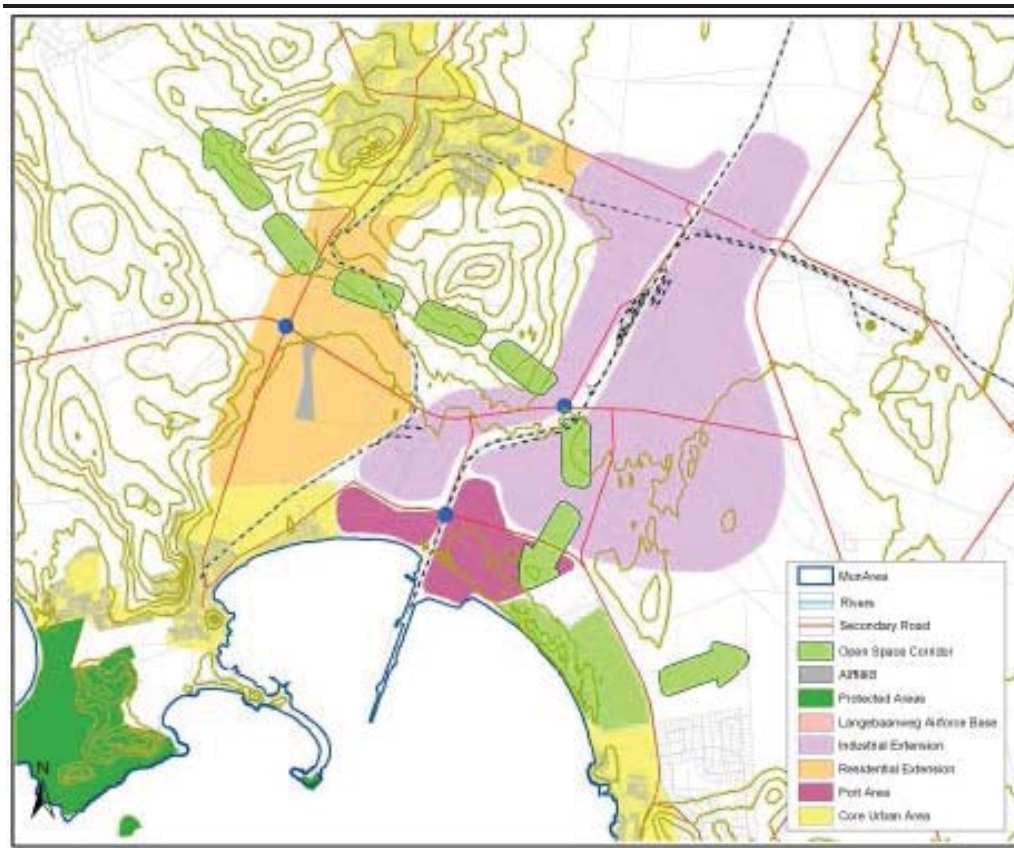 MunArea
Rivers
Secondary Road
Open Space Corridor
Airfield
Protected Areas
Langebaanweg Airforce Base
Industrial Extension
Residential Extension
Port Area
Core Urban Area
N